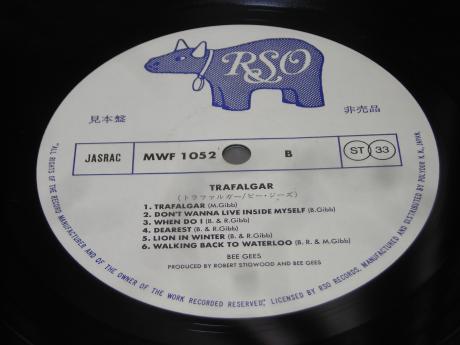 RSO
見本盤
非売品
JASRAC
MWF 1052
B
ST 33
TRAFALGAR
(トラファルガー/ビー・ジーズ)
1. TRAFALGAR (M.Gibb)
2. DON'T WANNA LIVE INSIDE MYSELF (B.Gibb)
3. WHEN DO I (B. & R.Gibb)
4. DEAREST (B. & R.Gibb)
5. LION IN WINTER (B. & R.Gibb)
6. WALKING BACK TO WATERLOO (B. R. & M.Gibb)
BEE GEES
PRODUCED BY ROBERT STIGWOOD AND BEE GEES
"ALL RIGHTS OF THE RECORD MANUFACTURER AND OF THE OWNER OF THE WORK RECORDED RESERVED", LICENSED BY RSO RECORDS, MANUFACTURED AND DISTRIBUTED BY POLYDOR K.K., JAPAN.